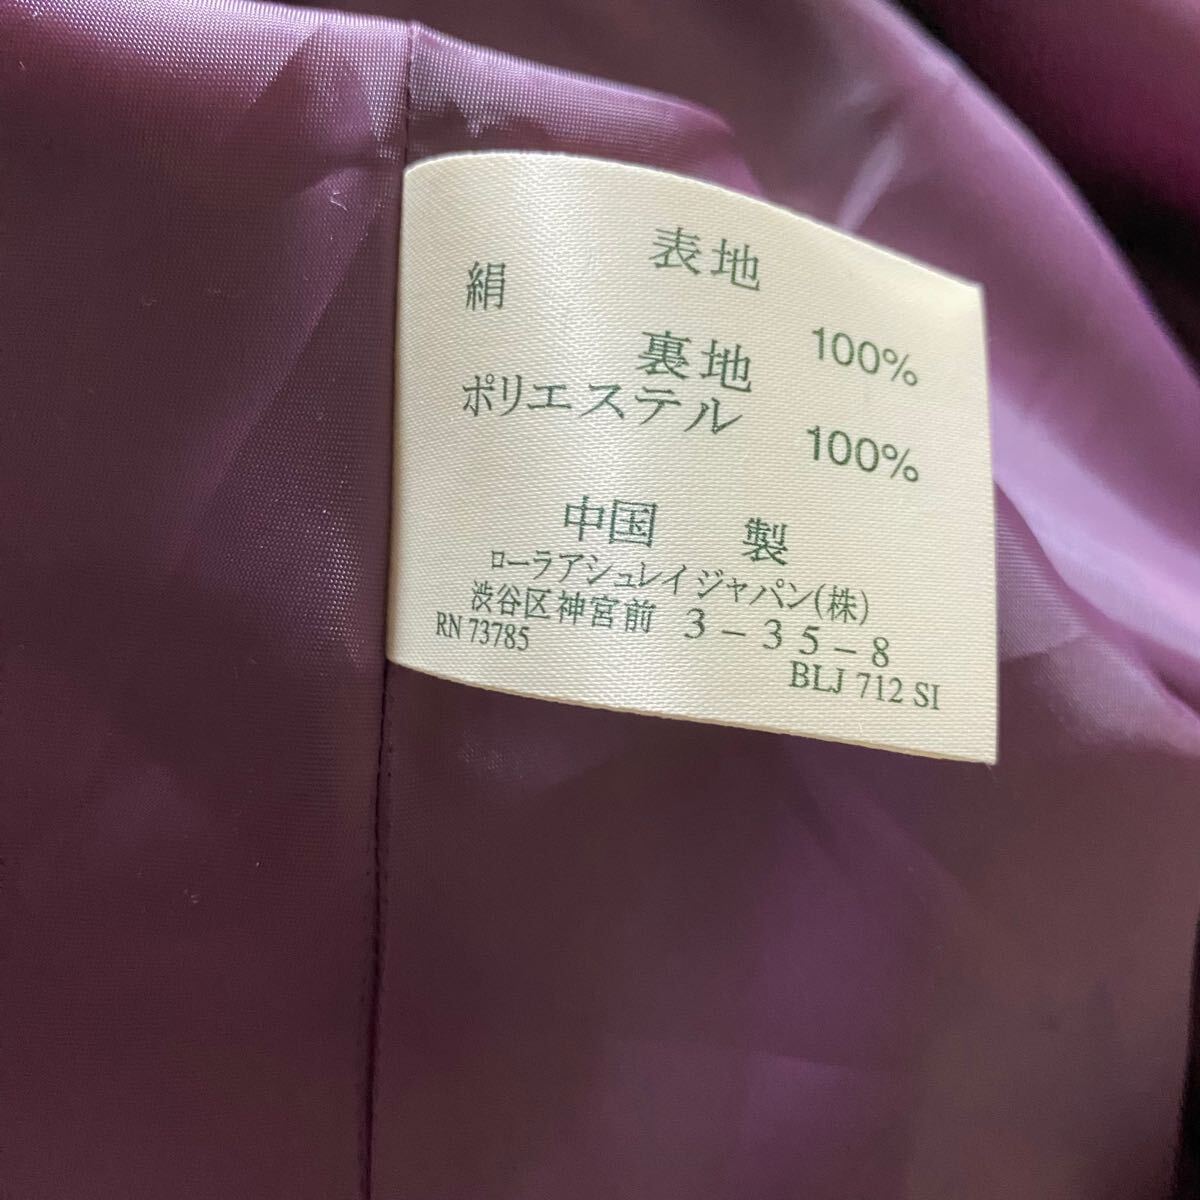 表地
絹 100%
裏地
ポリエステル 100%
中国 製
ローラアシュレイジャパン(株)
渋谷区神宮前 3-35-8
RN 73785 BLJ 712 SI